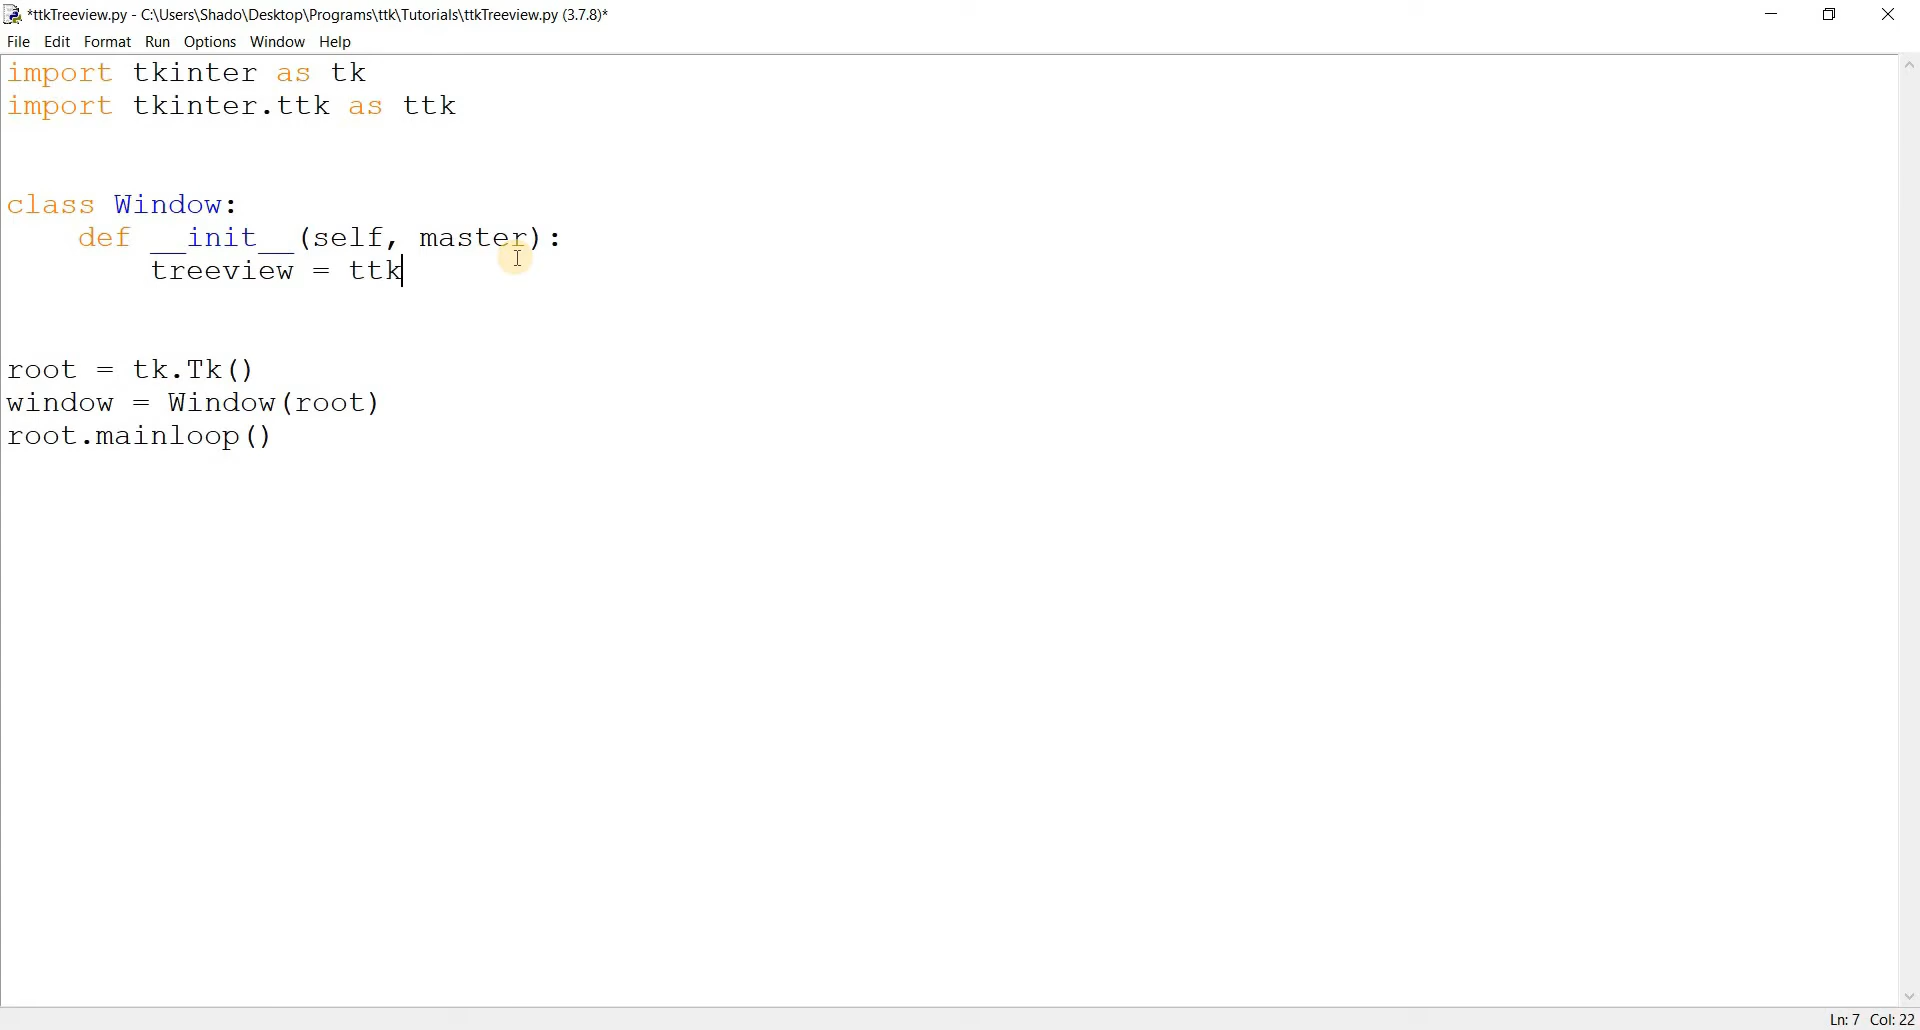 *ttkTreeview.py - C:\Users\Shado\Desktop\Programs\ttk\Tutorials\ttkTreeview.py (3.7.8)*
File Edit Format Run Options Window Help
import tkinter as tk
import tkinter.ttk as ttk
class Window:
    def __init__(self, master):
        treeview = ttk
root = tk.Tk()
window = Window(root)
root.mainloop()
Ln: 7 Col: 22